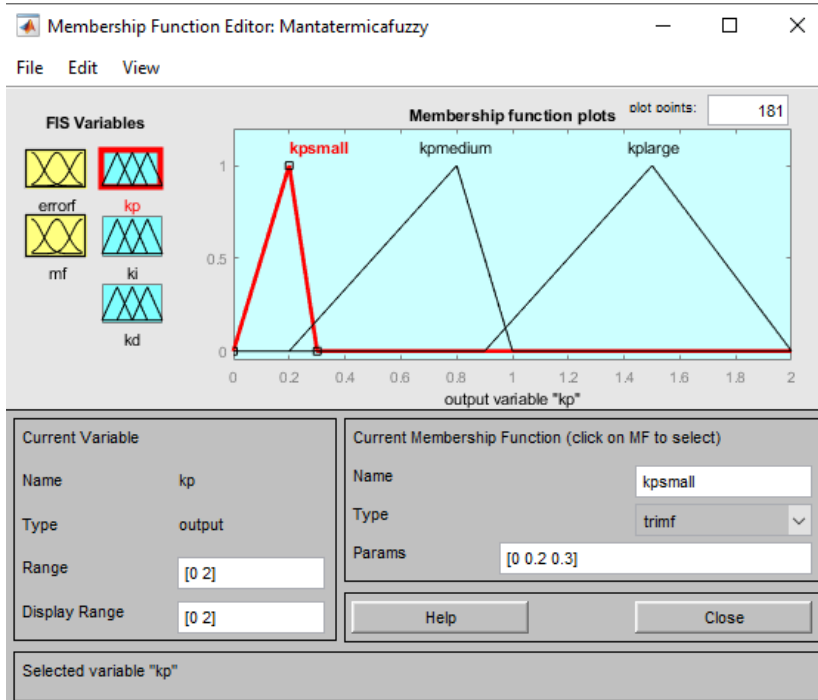 Membership Function Editor: Mantatermicafuzzy
File Edit View
FIS Variables
errorf
kp
mf
ki
kd
Membership function plots
plot points:
181
kpsmall
kpmedium
kplarge
1
0.5
0
0 0.2 0.4 0.6 0.8 1 1.2 1.4 1.6 1.8 2
output variable "kp"
Current Variable
Name kp
Type output
Range [0 2]
Display Range [0 2]
Current Membership Function (click on MF to select)
Name kpsmall
Type trimf
Params [0 0.2 0.3]
Help Close
Selected variable "kp"